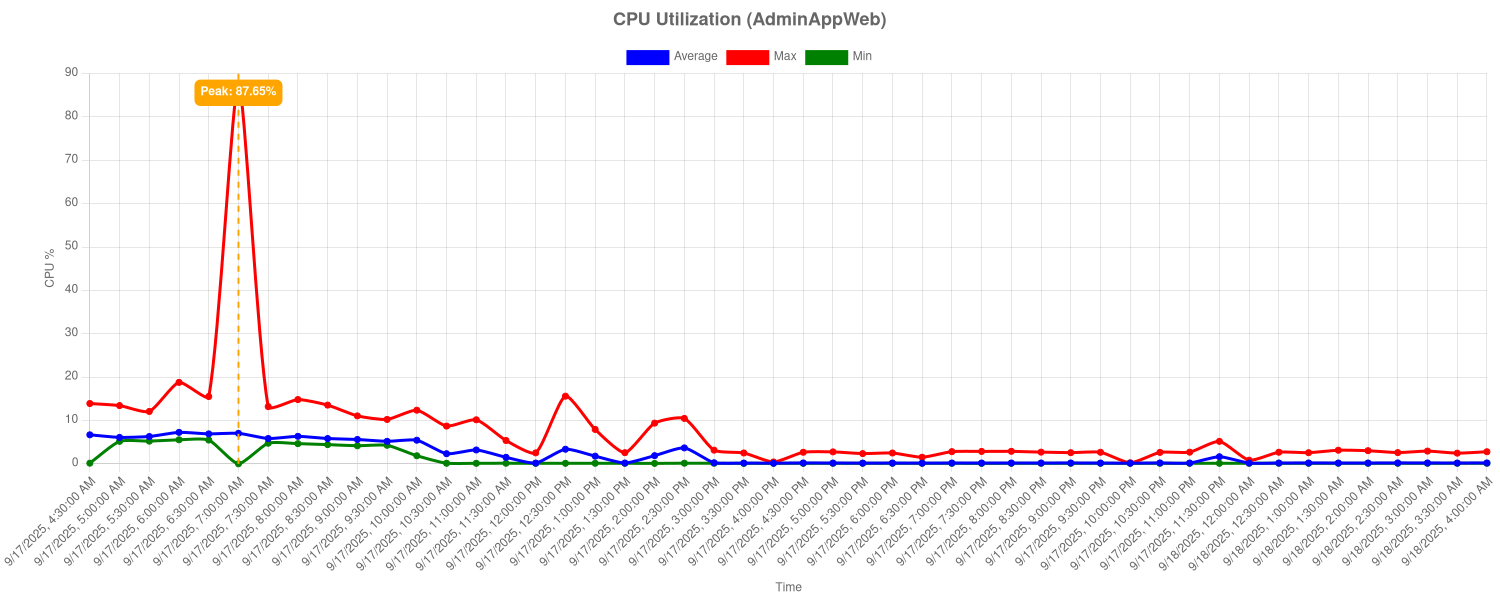 CPU Utilization (AdminAppWeb)
Average Max Min
Peak: 87.65%
90
80
70
60
50
40
30
20
10
0
CPU %
9/17/2025, 4:30:00 AM
9/17/2025, 5:00:00 AM
9/17/2025, 5:30:00 AM
9/17/2025, 6:00:00 AM
9/17/2025, 6:30:00 AM
9/17/2025, 7:00:00 AM
9/17/2025, 7:30:00 AM
9/17/2025, 8:00:00 AM
9/17/2025, 8:30:00 AM
9/17/2025, 9:00:00 AM
9/17/2025, 9:30:00 AM
9/17/2025, 10:00:00 AM
9/17/2025, 10:30:00 AM
9/17/2025, 11:00:00 AM
9/17/2025, 11:30:00 AM
9/17/2025, 12:00:00 PM
9/17/2025, 12:30:00 PM
9/17/2025, 1:00:00 PM
9/17/2025, 1:30:00 PM
9/17/2025, 2:00:00 PM
9/17/2025, 2:30:00 PM
9/17/2025, 3:00:00 PM
9/17/2025, 3:30:00 PM
9/17/2025, 4:00:00 PM
9/17/2025, 4:30:00 PM
9/17/2025, 5:00:00 PM
9/17/2025, 5:30:00 PM
9/17/2025, 6:00:00 PM
9/17/2025, 6:30:00 PM
9/17/2025, 7:00:00 PM
9/17/2025, 7:30:00 PM
9/17/2025, 8:00:00 PM
9/17/2025, 8:30:00 PM
9/17/2025, 9:00:00 PM
9/17/2025, 9:30:00 PM
9/17/2025, 10:00:00 PM
9/17/2025, 10:30:00 PM
9/17/2025, 11:00:00 PM
9/17/2025, 11:30:00 PM
9/18/2025, 12:00:00 AM
9/18/2025, 12:30:00 AM
9/18/2025, 1:00:00 AM
9/18/2025, 1:30:00 AM
9/18/2025, 2:00:00 AM
9/18/2025, 2:30:00 AM
9/18/2025, 3:00:00 AM
9/18/2025, 3:30:00 AM
9/18/2025, 4:00:00 AM
Time